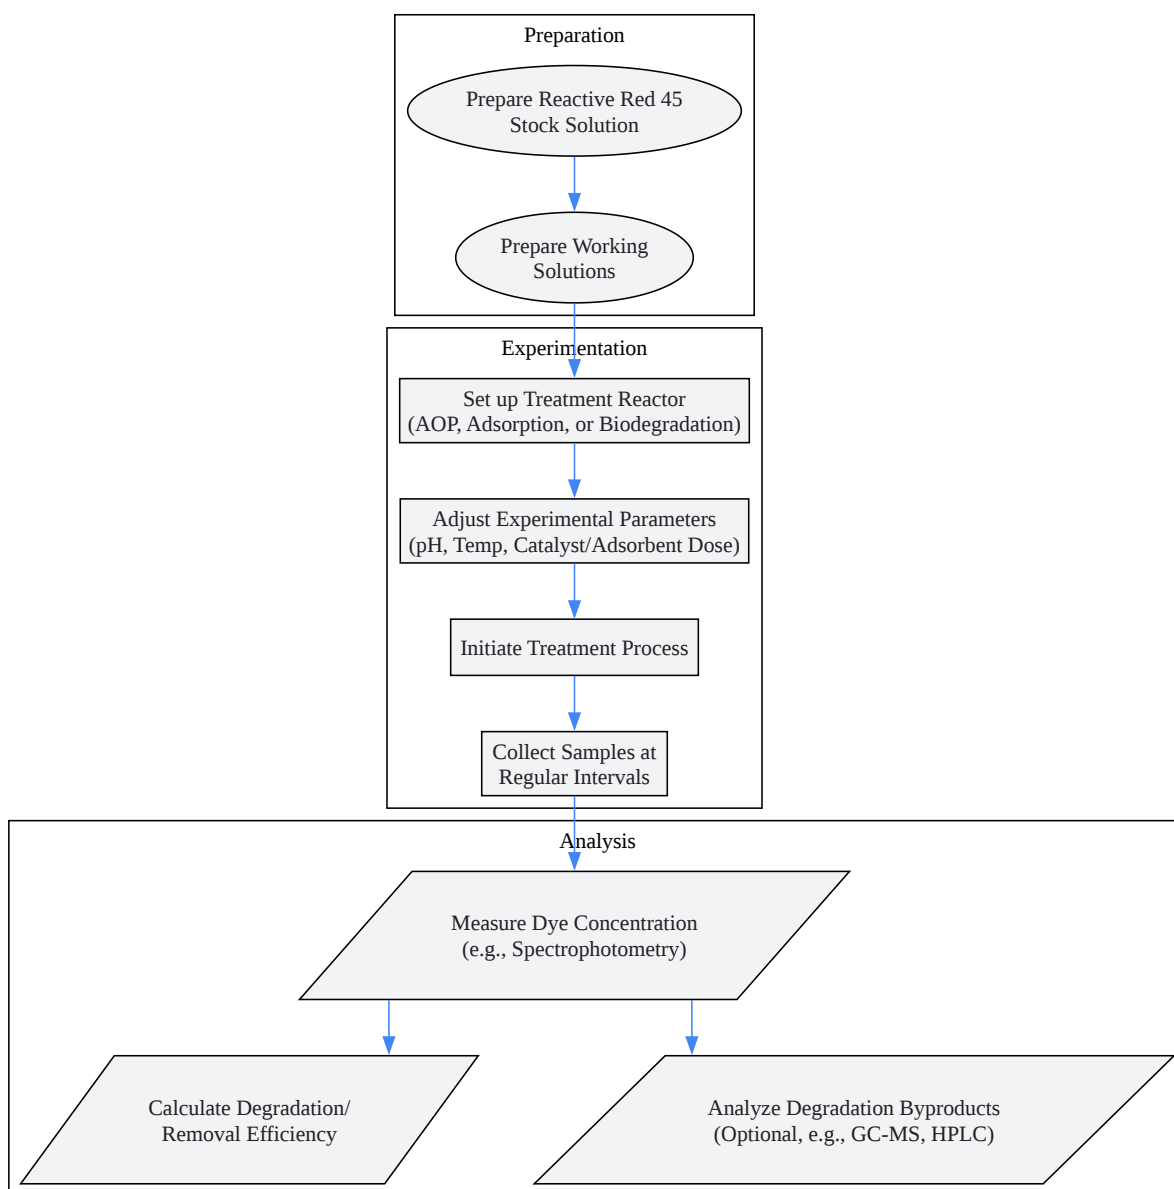 Preparation
Prepare Reactive Red 45
Stock Solution
Prepare Working
Solutions
Experimentation
Set up Treatment Reactor
(AOP, Adsorption, or Biodegradation)
Adjust Experimental Parameters
(pH, Temp, Catalyst/Adsorbent Dose)
Initiate Treatment Process
Collect Samples at
Regular Intervals
Analysis
Measure Dye Concentration
(e.g., Spectrophotometry)
Calculate Degradation/
Removal Efficiency
Analyze Degradation Byproducts
(Optional, e.g., GC-MS, HPLC)